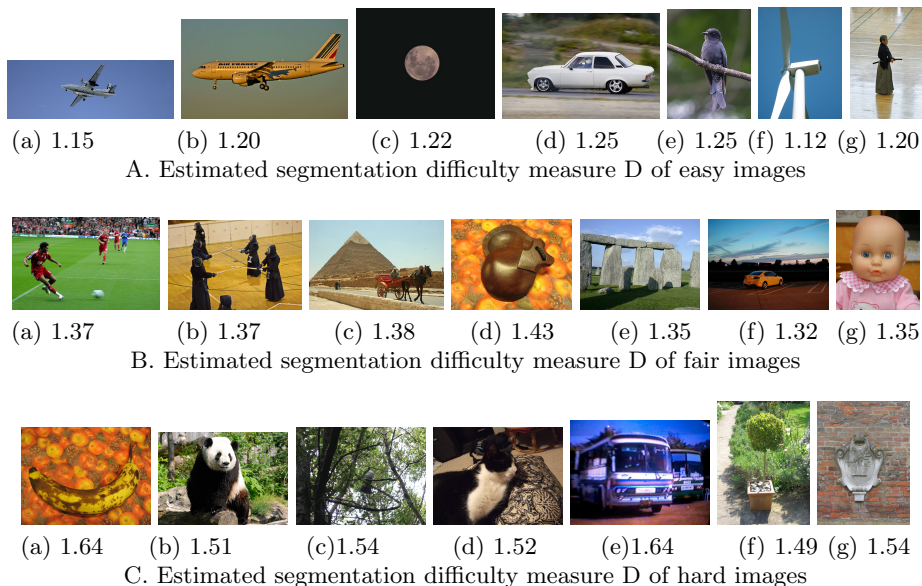 AIR FRANCE
(a) 1.15 (b) 1.20 (c) 1.22 (d) 1.25 (e) 1.25 (f) 1.12 (g) 1.20
A. Estimated segmentation difficulty measure D of easy images
(a) 1.37 (b) 1.37 (c) 1.38 (d) 1.43 (e) 1.35 (f) 1.32 (g) 1.35
B. Estimated segmentation difficulty measure D of fair images
(a) 1.64 (b) 1.51 (c)1.54 (d) 1.52 (e)1.64 (f) 1.49 (g) 1.54
C. Estimated segmentation difficulty measure D of hard images